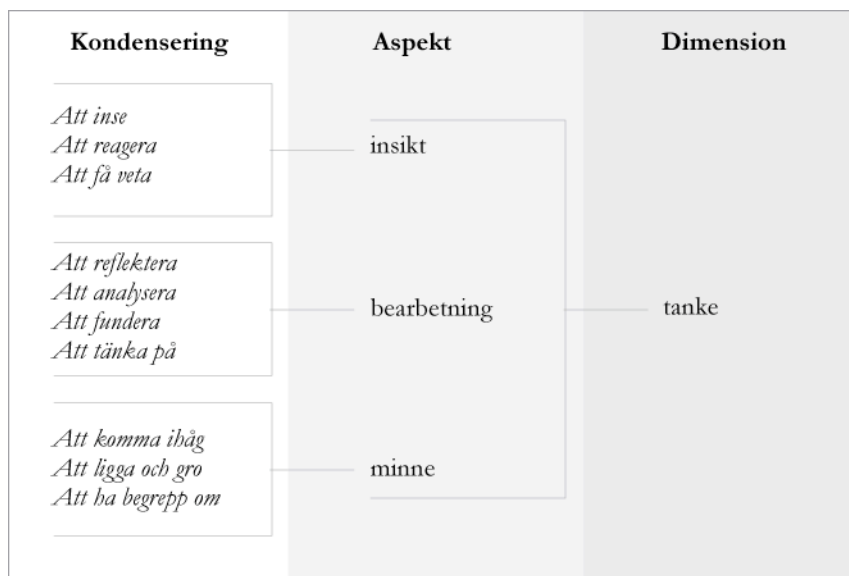 Kondensering Aspekt Dimension
Att inse
Att reagera
Att få veta
insikt
Att reflektera
Att analysera
Att fundera
Att tänka på
bearbetning
Att komma ihåg
Att ligga och gro
Att ha begrepp om
minne
tanke